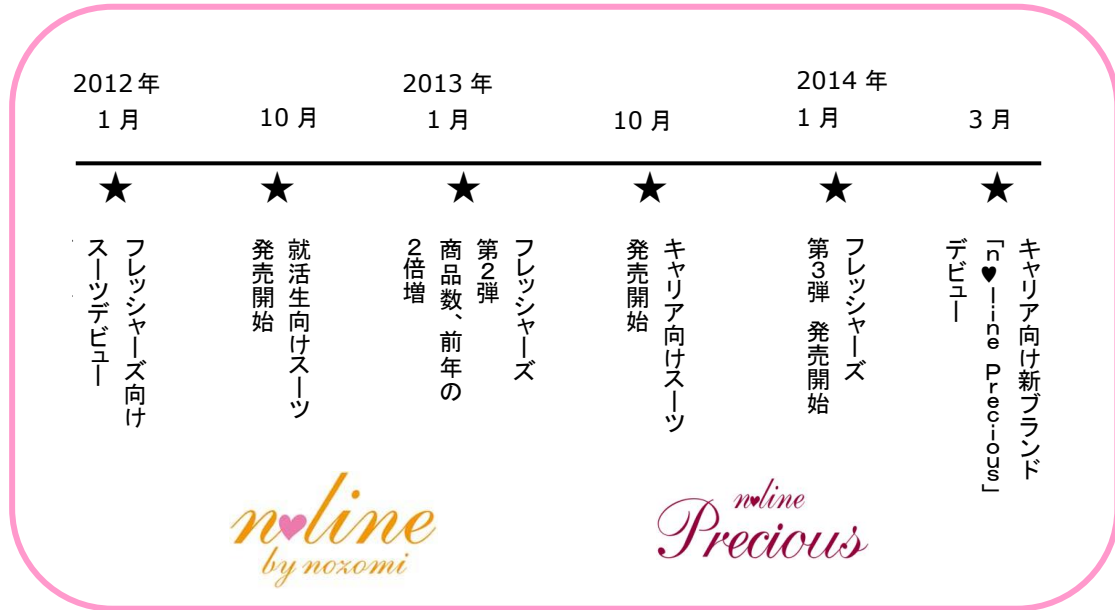 2012年
1月
10月
2013年
1月
10月
2014年
1月
3月
★
★
★
★
★
★
フレッシャーズ向け
スーツデビュー
就活生向けスーツ
発売開始
フレッシャーズ
第2弾
商品数、前年の
2倍増
キャリア向けスーツ
発売開始
フレッシャーズ
第3弾 発売開始
キャリア向け新ブランド
「n♥line Precious」
デビュー
n♥line
by nozomi
n♥line
Precious